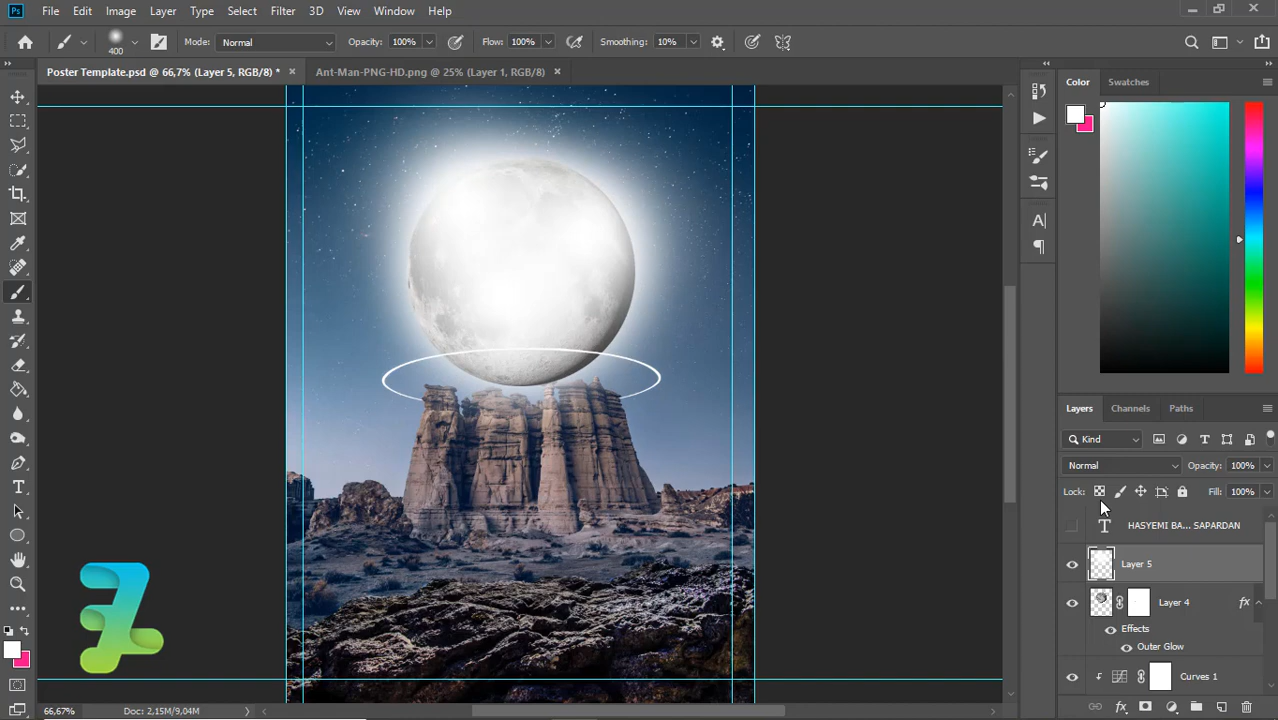 Ps File Edit Image Layer Type Select Filter 3D View Window Help
400 Mode: Normal Opacity: 100% Flow: 100% Smoothing: 10%
Poster Template.psd @ 66,7% (Layer 5, RGB/8) * × Ant-Man-PNG-HD.png @ 25% (Layer 1, RGB/8) ×
Color Swatches
Layers Channels Paths
Kind
Normal Opacity: 100%
Lock: Fill: 100%
HASYEMI BA... SAPARDAN
Layer 5
Layer 4 fx
Effects
Outer Glow
Curves 1
66,67% Doc: 2,15M/9,04M